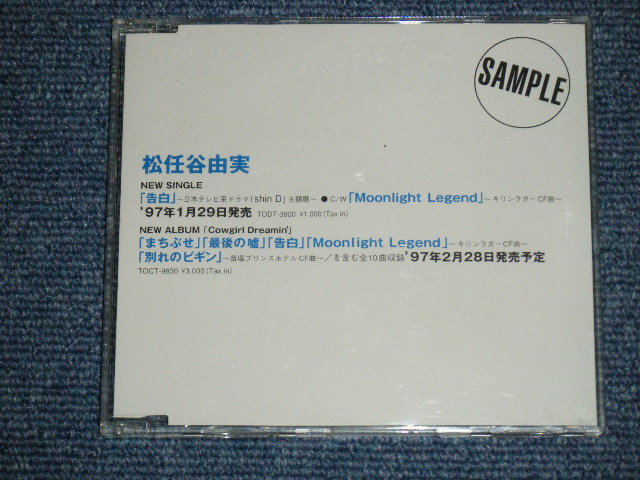 SAMPLE
松任谷由実
NEW SINGLE
「告白」~日本テレビ系ドラマ「shin D」主題歌~ ● C/W「Moonlight Legend」~キリンラガーCF曲~
'97年1月29日発売 TODT-3920 ¥1,000(Tax in)
NEW ALBUM「Cowgirl Dreamin'」
「まちぶせ」「最後の嘘」「告白」「Moonlight Legend」~キリンラガーCF曲~
「別れのビギン」~苗場プリンスホテルCF曲~/を含む全10曲収録 '97年2月28日発売予定
TOCT-9830 ¥3,000(Tax in)